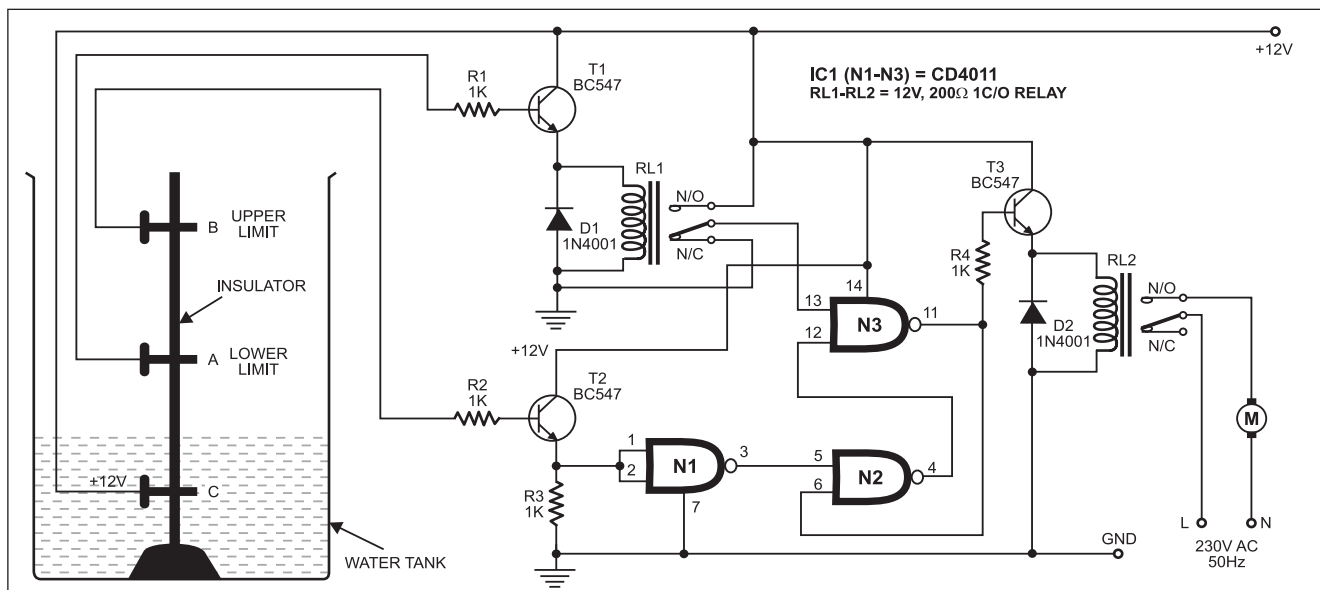 +12V
IC1 (N1-N3) = CD4011
RL1-RL2 = 12V, 200Ω 1C/O RELAY
T1
BC547
R1
1K
RL1
N/O
N/C
D1
1N4001
T3
BC547
R4
1K
RL2
N/O
N/C
D2
1N4001
B
UPPER
LIMIT
INSULATOR
A
LOWER
LIMIT
+12V
C
WATER TANK
+12V
T2
BC547
R2
1K
R3
1K
1
2
N1
3
7
5
6
N2
4
13
12
14
N3
11
M
GND
L
N
230V AC
50Hz